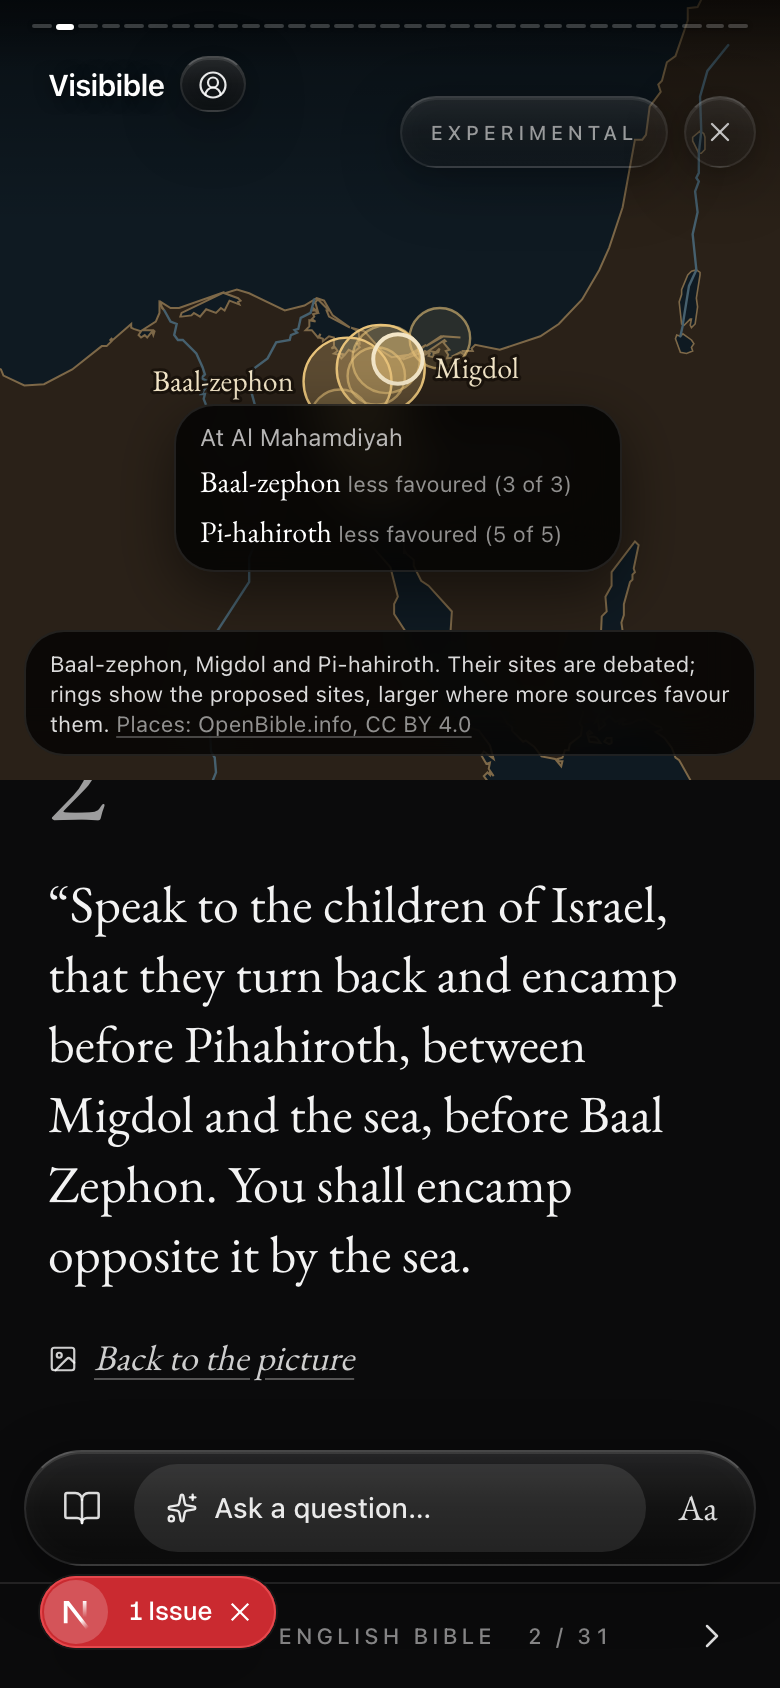 Visibible
EXPERIMENTAL
Baal-zephon
Migdol
At Al Mahamdiyah
Baal-zephon less favoured (3 of 3)
Pi-hahiroth less favoured (5 of 5)
Baal-zephon, Migdol and Pi-hahiroth. Their sites are debated;
rings show the proposed sites, larger where more sources favour
them. Places: OpenBible.info, CC BY 4.0
2
“Speak to the children of Israel,
that they turn back and encamp
before Pihahiroth, between
Migdol and the sea, before Baal
Zephon. You shall encamp
opposite it by the sea.
Back to the picture
Ask a question...
Aa
N 1 Issue
ENGLISH BIBLE 2 / 31